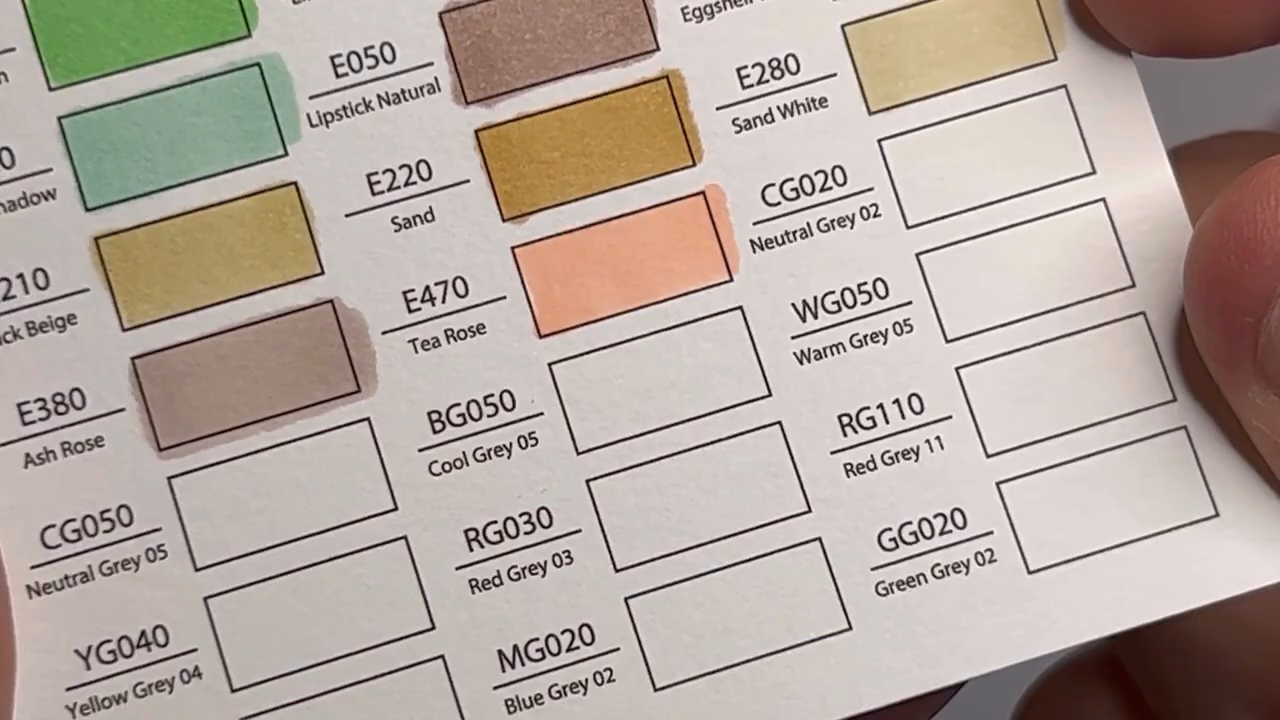 210
E380
Ash Rose
CG050
Neutral Grey 05
YG040
Yellow Grey 04
E050
Lipstick Natural
E220
Sand
E470
Tea Rose
BG050
Cool Grey 05
RG030
Red Grey 03
MG020
Blue Grey 02
E280
Sand White
CG020
Neutral Grey 02
WG050
Warm Grey 05
RG110
Red Grey 11
GG020
Green Grey 02